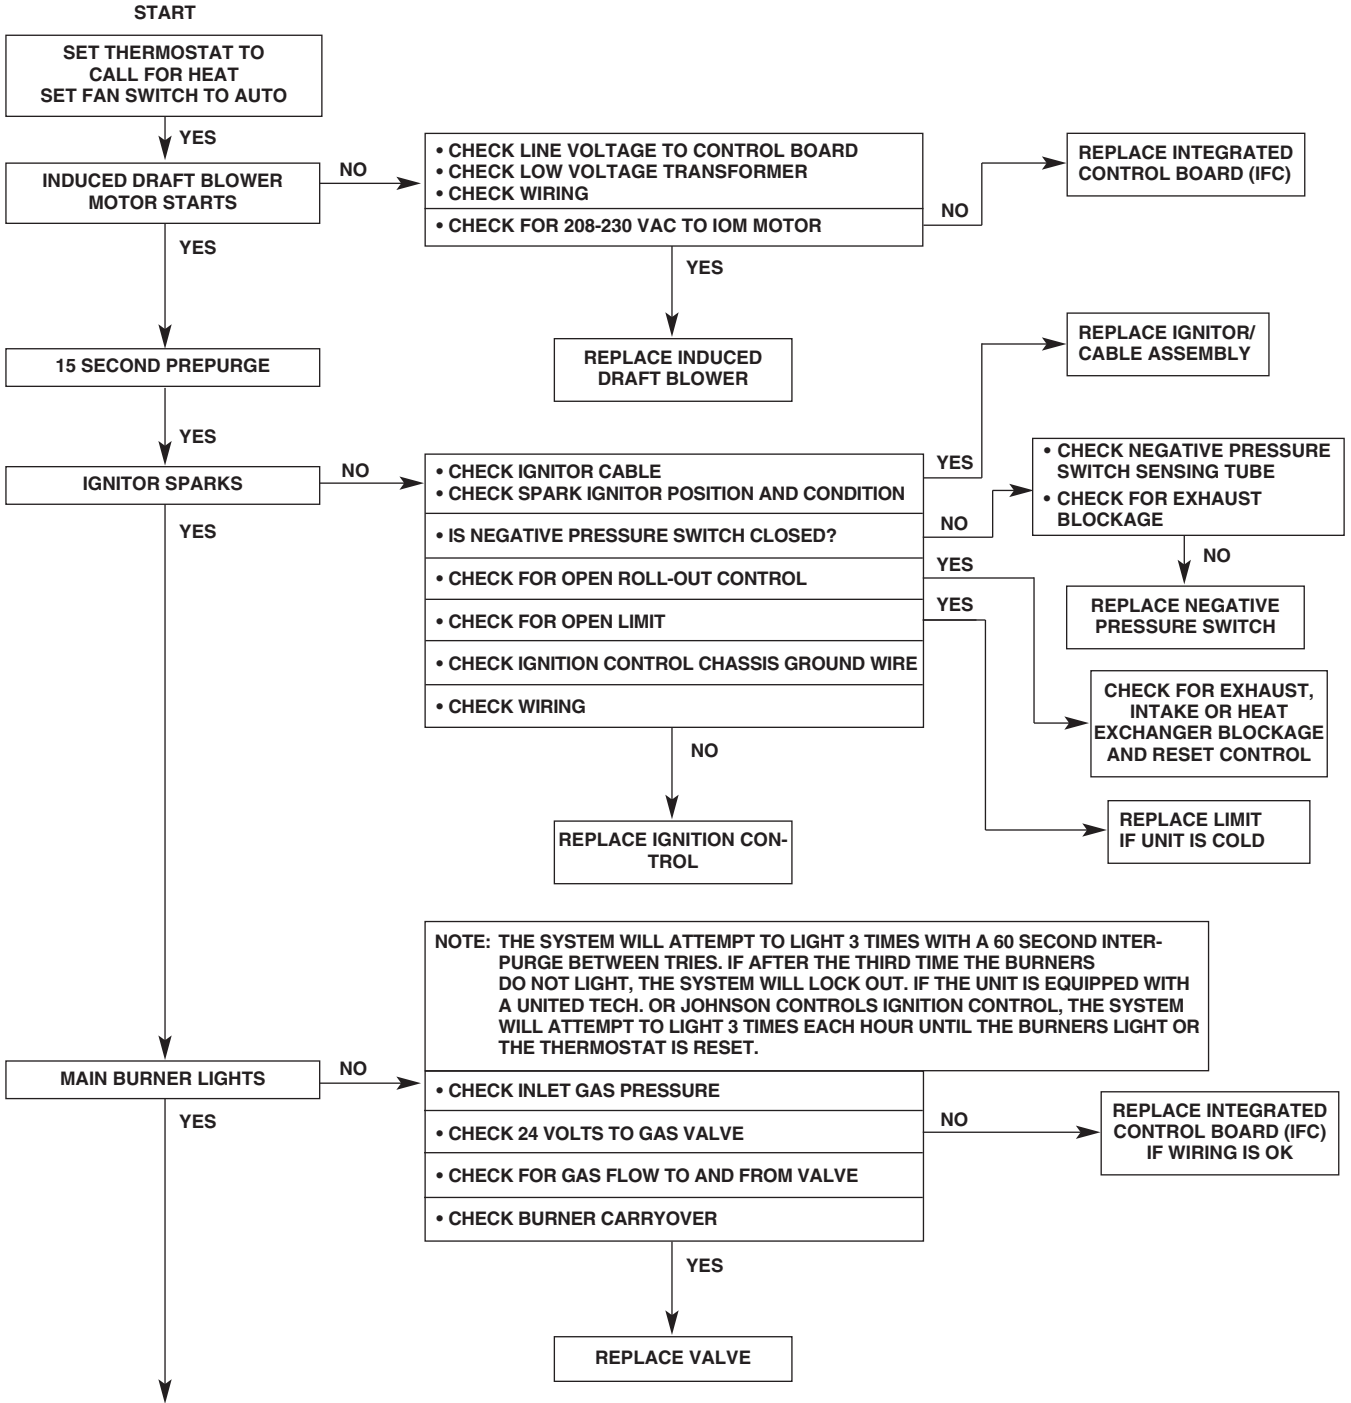 START
SET THERMOSTAT TO
CALL FOR HEAT
SET FAN SWITCH TO AUTO
YES
INDUCED DRAFT BLOWER
MOTOR STARTS
NO
• CHECK LINE VOLTAGE TO CONTROL BOARD
• CHECK LOW VOLTAGE TRANSFORMER
• CHECK WIRING
• CHECK FOR 208-230 VAC TO IOM MOTOR
NO
REPLACE INTEGRATED
CONTROL BOARD (IFC)
YES
REPLACE INDUCED
DRAFT BLOWER
YES
15 SECOND PREPURGE
YES
IGNITOR SPARKS
NO
• CHECK IGNITOR CABLE
• CHECK SPARK IGNITOR POSITION AND CONDITION
YES
REPLACE IGNITOR/
CABLE ASSEMBLY
• IS NEGATIVE PRESSURE SWITCH CLOSED?
NO
• CHECK NEGATIVE PRESSURE
SWITCH SENSING TUBE
• CHECK FOR EXHAUST
BLOCKAGE
NO
REPLACE NEGATIVE
PRESSURE SWITCH
• CHECK FOR OPEN ROLL-OUT CONTROL
YES
CHECK FOR EXHAUST,
INTAKE OR HEAT
EXCHANGER BLOCKAGE
AND RESET CONTROL
• CHECK FOR OPEN LIMIT
YES
REPLACE LIMIT
IF UNIT IS COLD
• CHECK IGNITION CONTROL CHASSIS GROUND WIRE
• CHECK WIRING
NO
REPLACE IGNITION CON-
TROL
YES
NOTE: THE SYSTEM WILL ATTEMPT TO LIGHT 3 TIMES WITH A 60 SECOND INTER-
PURGE BETWEEN TRIES. IF AFTER THE THIRD TIME THE BURNERS
DO NOT LIGHT, THE SYSTEM WILL LOCK OUT. IF THE UNIT IS EQUIPPED WITH
A UNITED TECH. OR JOHNSON CONTROLS IGNITION CONTROL, THE SYSTEM
WILL ATTEMPT TO LIGHT 3 TIMES EACH HOUR UNTIL THE BURNERS LIGHT OR
THE THERMOSTAT IS RESET.
MAIN BURNER LIGHTS
NO
• CHECK INLET GAS PRESSURE
• CHECK 24 VOLTS TO GAS VALVE
NO
REPLACE INTEGRATED
CONTROL BOARD (IFC)
IF WIRING IS OK
• CHECK FOR GAS FLOW TO AND FROM VALVE
• CHECK BURNER CARRYOVER
YES
REPLACE VALVE
YES